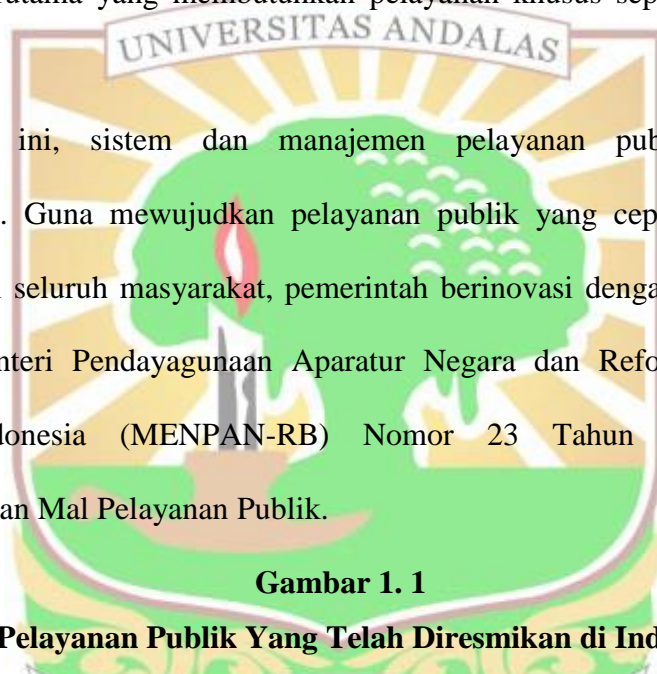 rutama yang membutuhkan pelayanan khusus sep
UNIVERSITAS ANDALAS
ini, sistem dan manajemen pelayanan pub
. Guna mewujudkan pelayanan publik yang cep
seluruh masyarakat, pemerintah berinovasi denga
nteri Pendayagunaan Aparatur Negara dan Refo
donesia (MENPAN-RB) Nomor 23 Tahun
an Mal Pelayanan Publik.
Gambar 1. 1
Pelayanan Publik Yang Telah Diresmikan di Ind